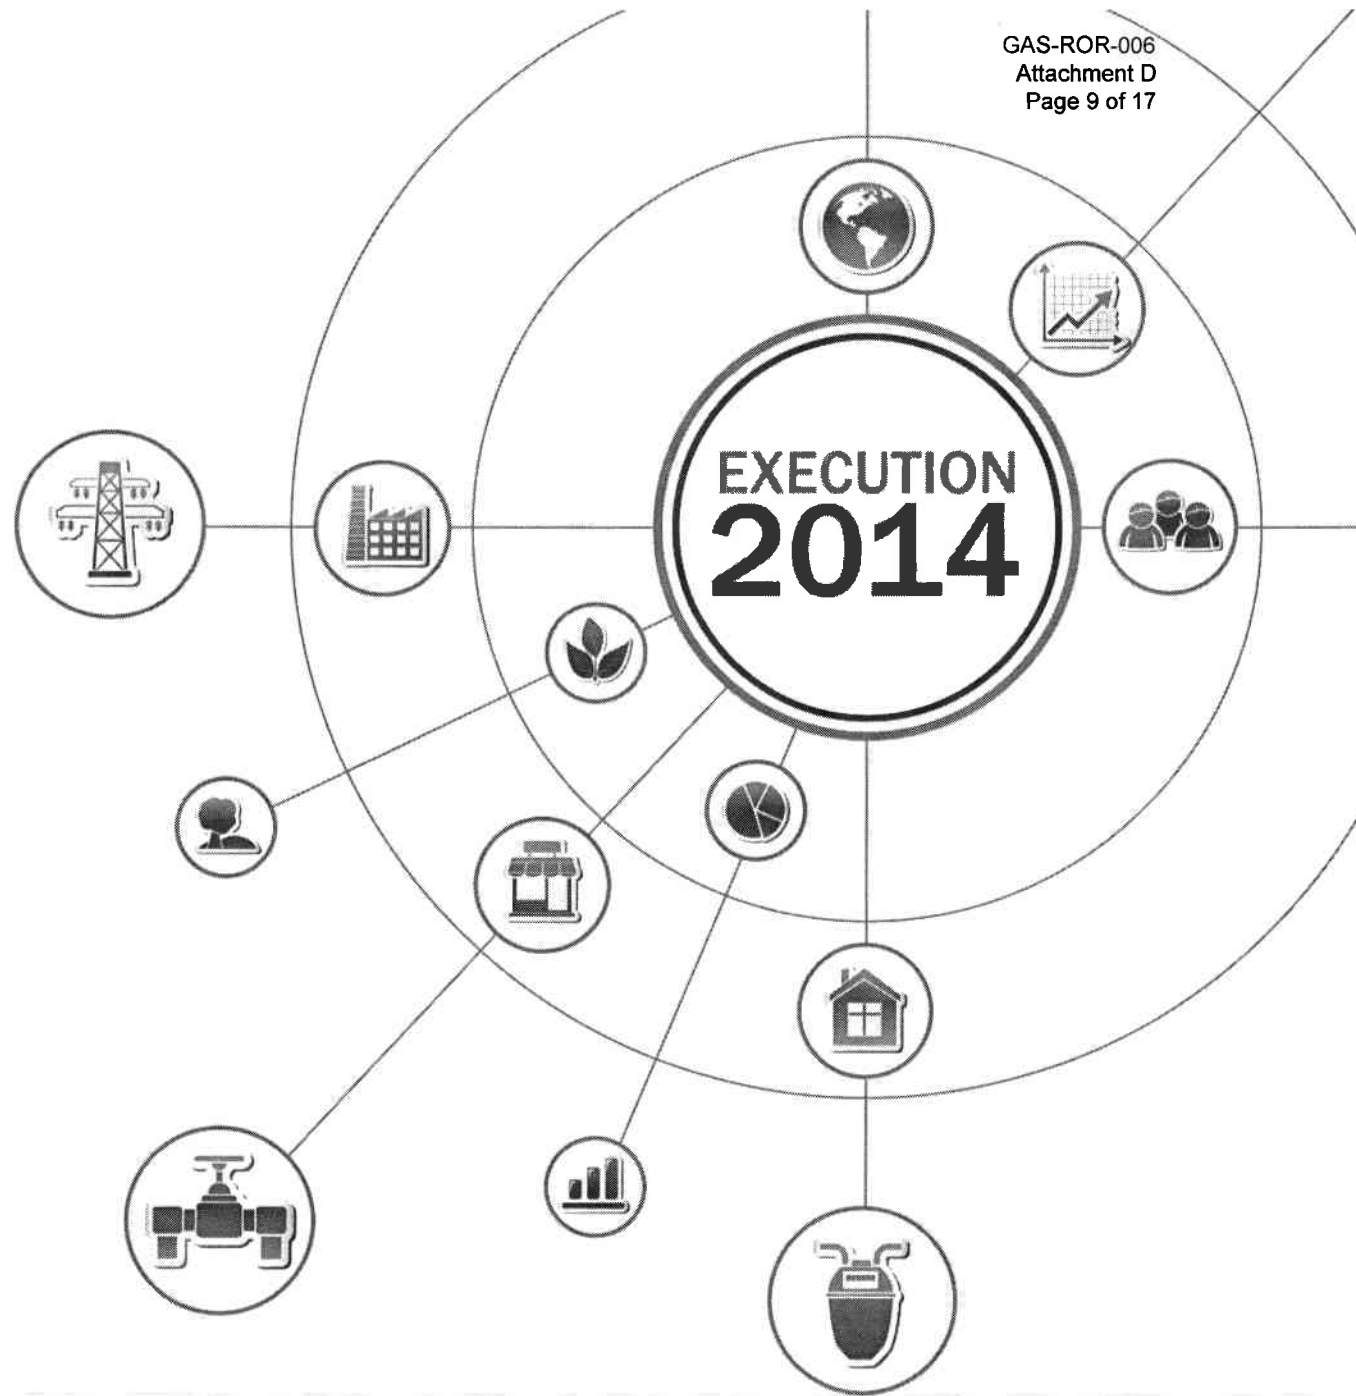 GAS-ROR-006
Attachment D
Page 9 of 17
EXECUTION
2014